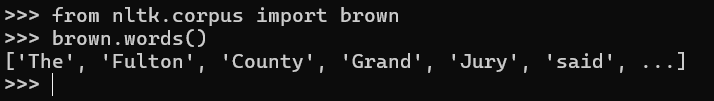 >>> from nltk.corpus import brown
>>> brown.words()
['The', 'Fulton', 'County', 'Grand', 'Jury', 'said', ...]
>>>